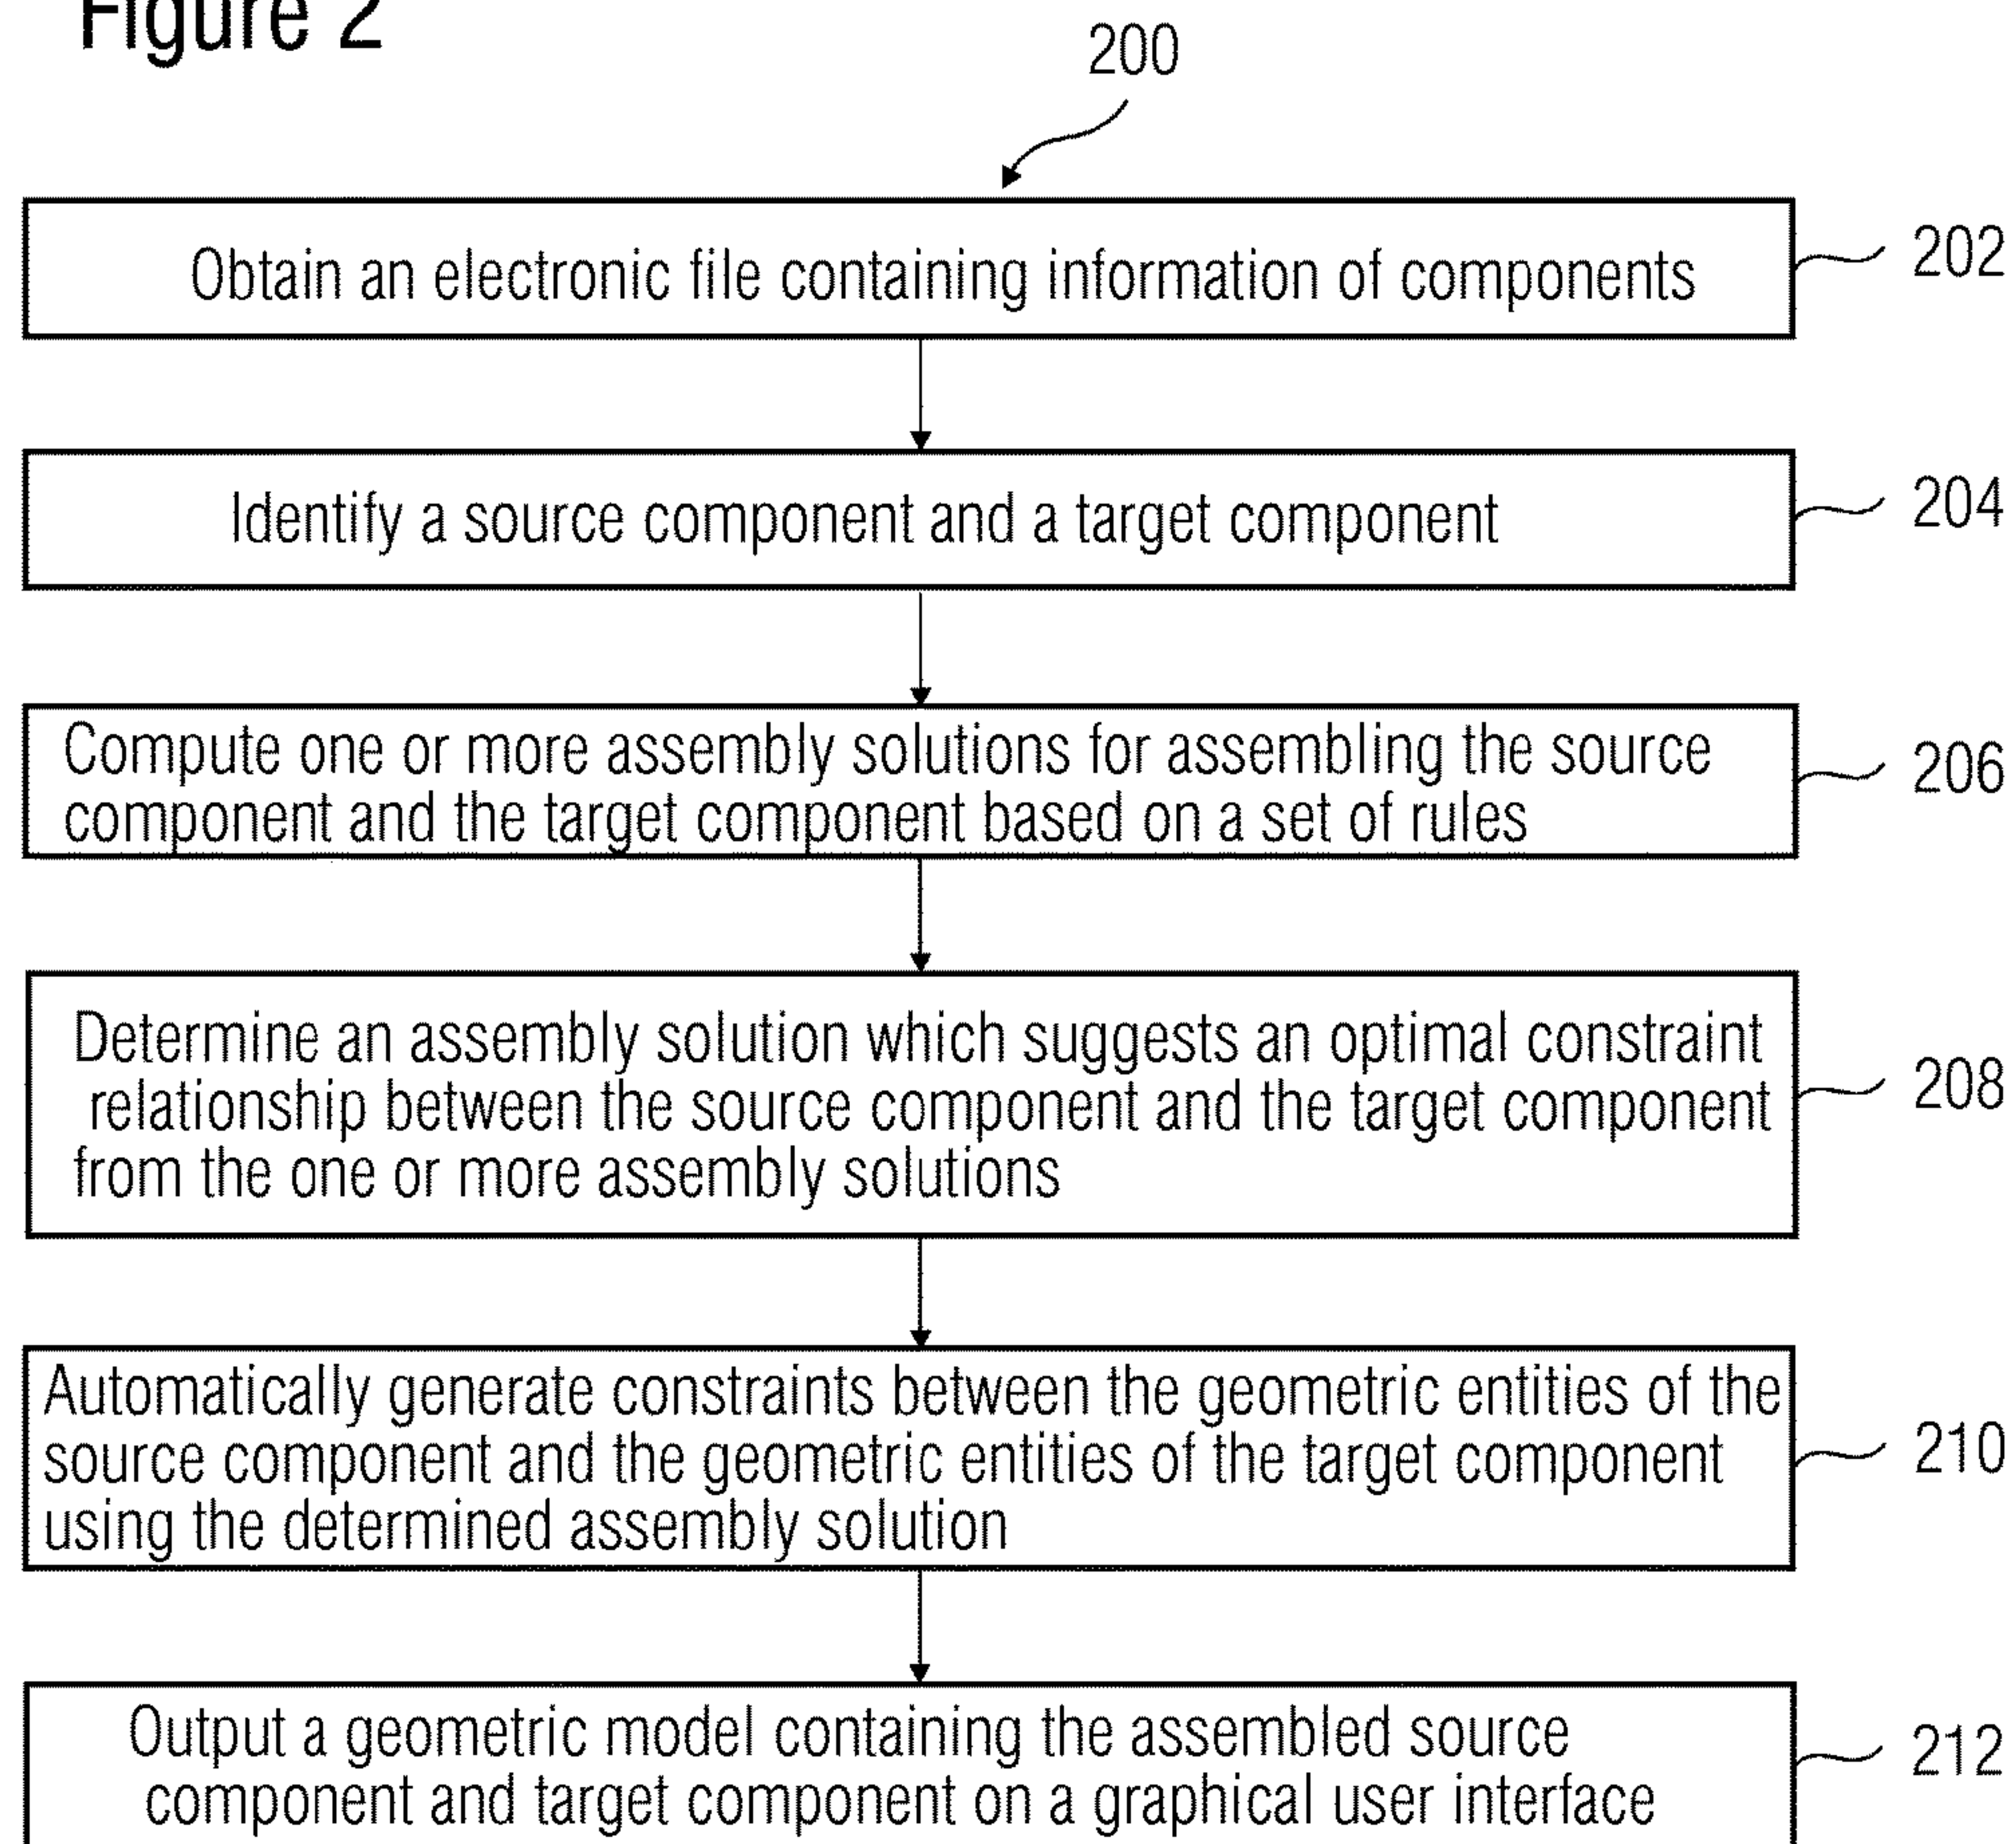 Figure 2
200
Obtain an electronic file containing information of components
202
Identify a source component and a target component
204
Compute one or more assembly solutions for assembling the source
component and the target component based on a set of rules
206
Determine an assembly solution which suggests an optimal constraint
relationship between the source component and the target component
from the one or more assembly solutions
208
Automatically generate constraints between the geometric entities of the
source component and the geometric entities of the target component
using the determined assembly solution
210
Output a geometric model containing the assembled source
component and target component on a graphical user interface
212